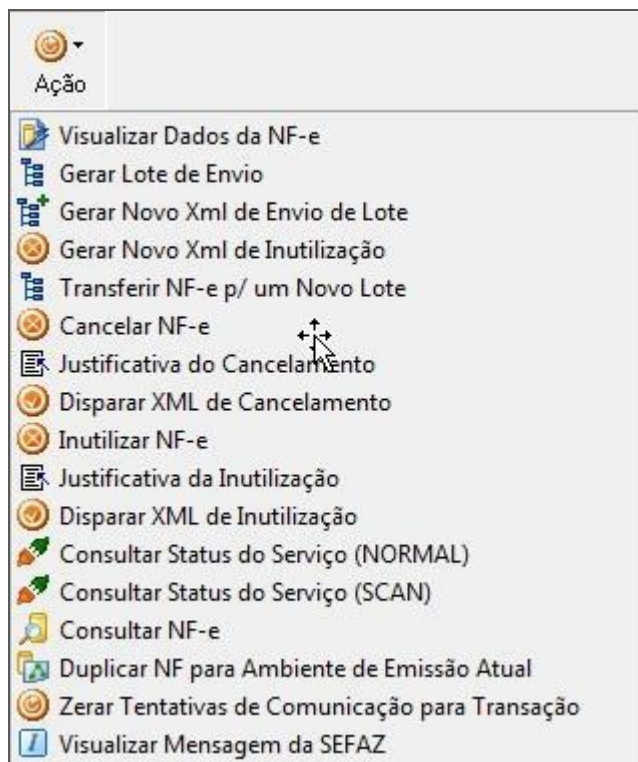 Ação
Visualizar Dados da NF-e
Gerar Lote de Envio
Gerar Novo Xml de Envio de Lote
Gerar Novo Xml de Inutilização
Transferir NF-e p/ um Novo Lote
Cancelar NF-e
Justificativa do Cancelamento
Disparar XML de Cancelamento
Inutilizar NF-e
Justificativa da Inutilização
Disparar XML de Inutilização
Consultar Status do Serviço (NORMAL)
Consultar Status do Serviço (SCAN)
Consultar NF-e
Duplicar NF para Ambiente de Emissão Atual
Zerar Tentativas de Comunicação para Transação
Visualizar Mensagem da SEFAZ